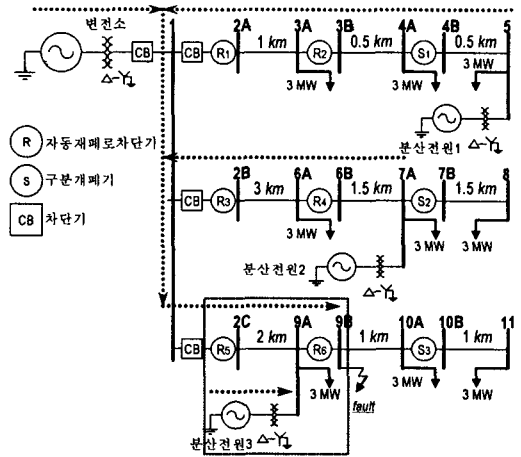 변전소
1
2A
3A
3B
4A
4B
5
CB
CB
R1
1 km
R2
0.5 km
S1
0.5 km
3 MW
3 MW
3 MW
분산전원1
Δ-Y
Δ-Y
R 자동재폐로차단기
S 구분개폐기
CB 차단기
2B
6A
6B
7A
7B
8
CB
R3
3 km
R4
1.5 km
S2
1.5 km
3 MW
3 MW
3 MW
분산전원2
Δ-Y
2C
9A
9B
10A
10B
11
CB
R5
2 km
R6
1 km
S3
1 km
3 MW
fault
3 MW
3 MW
분산전원3
Δ-Y